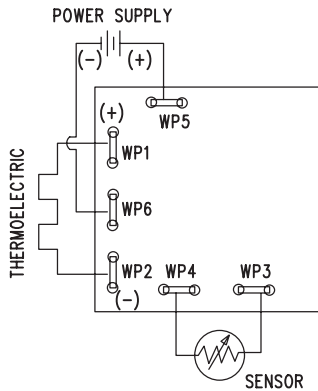 POWER SUPPLY
(-) (+)
WP5
(+)
WP1
THERMOELECTRIC
WP6
WP2
(-)
WP4 WP3
SENSOR